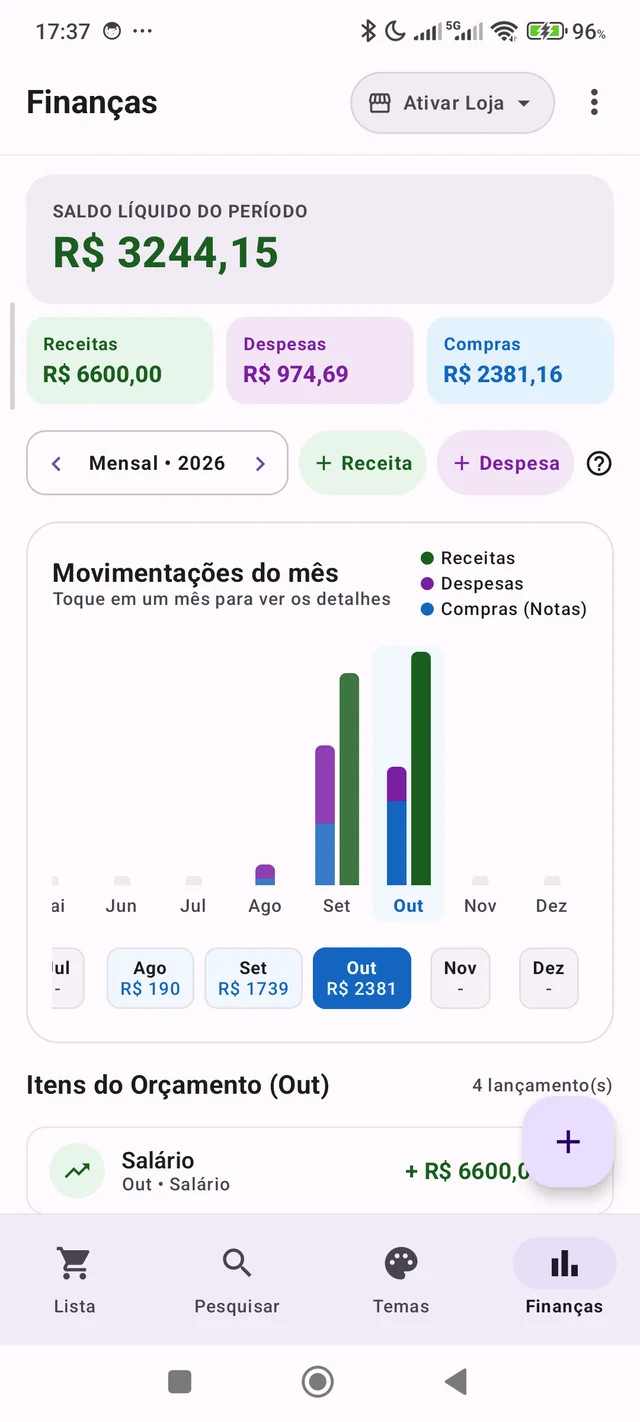 17:37 5G 96%
Finanças
Ativar Loja
SALDO LÍQUIDO DO PERÍODO
R$ 3244,15
Receitas
R$ 6600,00
Despesas
R$ 974,69
Compras
R$ 2381,16
Mensal • 2026
+ Receita
+ Despesa
Movimentações do mês
Toque em um mês para ver os detalhes
Receitas
Despesas
Compras (Notas)
ai Jun Jul Ago Set Out Nov Dez
ul
-
Ago
R$ 190
Set
R$ 1739
Out
R$ 2381
Nov
-
Dez
-
Itens do Orçamento (Out)
4 lançamento(s)
Salário
Out • Salário
+ R$ 6600,0
+
Lista
Pesquisar
Temas
Finanças